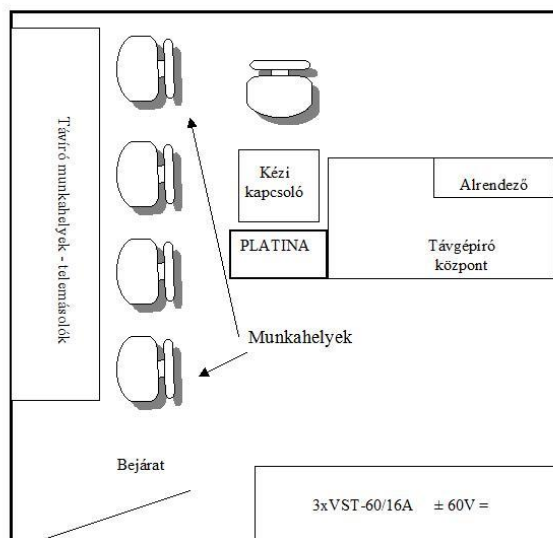 Távíró munkahelyek - telemásolók
Kézi
kapcsoló
Alrendező
PLATINA
Távgépíró
központ
Munkahelyek
Bejárat
3xVST-60/16A ± 60V =